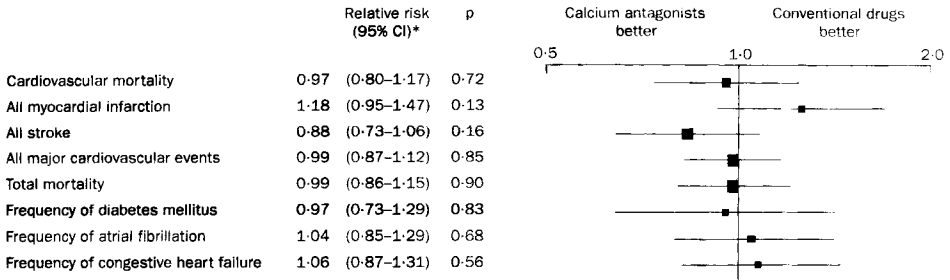 Relative risk p Calcium antagonists Conventional drugs
(95% CI)* better better
0·5 1·0 2·0
Cardiovascular mortality 0·97 (0·80–1·17) 0·72
All myocardial infarction 1·18 (0·95–1·47) 0·13
All stroke 0·88 (0·73–1·06) 0·16
All major cardiovascular events 0·99 (0·87–1·12) 0·85
Total mortality 0·99 (0·86–1·15) 0·90
Frequency of diabetes mellitus 0·97 (0·73–1·29) 0·83
Frequency of atrial fibrillation 1·04 (0·85–1·29) 0·68
Frequency of congestive heart failure 1·06 (0·87–1·31) 0·56